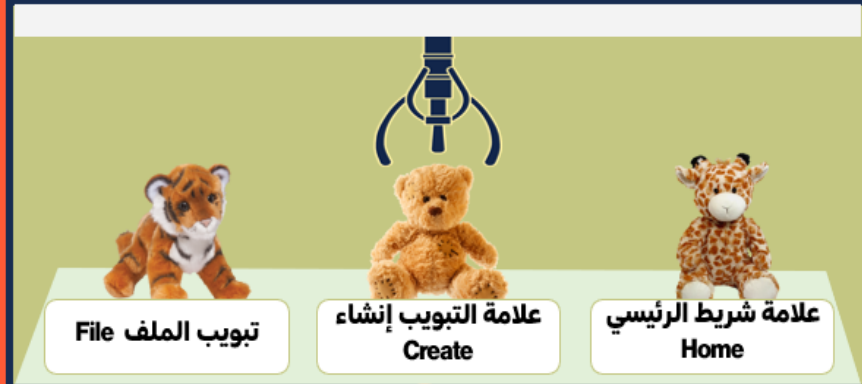 علامة شريط الرئيسي
Home
علامة التبويب إنشاء
Create
تبويب الملف File